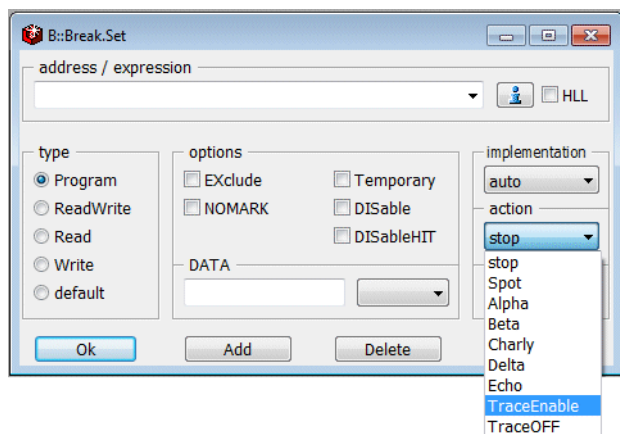 B::Break.Set
address / expression
HLL
type
options
implementation
Program
EXclude
Temporary
auto
ReadWrite
NOMARK
DISable
action
Read
DISableHIT
stop
Write
DATA
stop
default
Spot
Alpha
Beta
Ok
Add
Delete
Charly
Delta
Echo
TraceEnable
TraceOFF